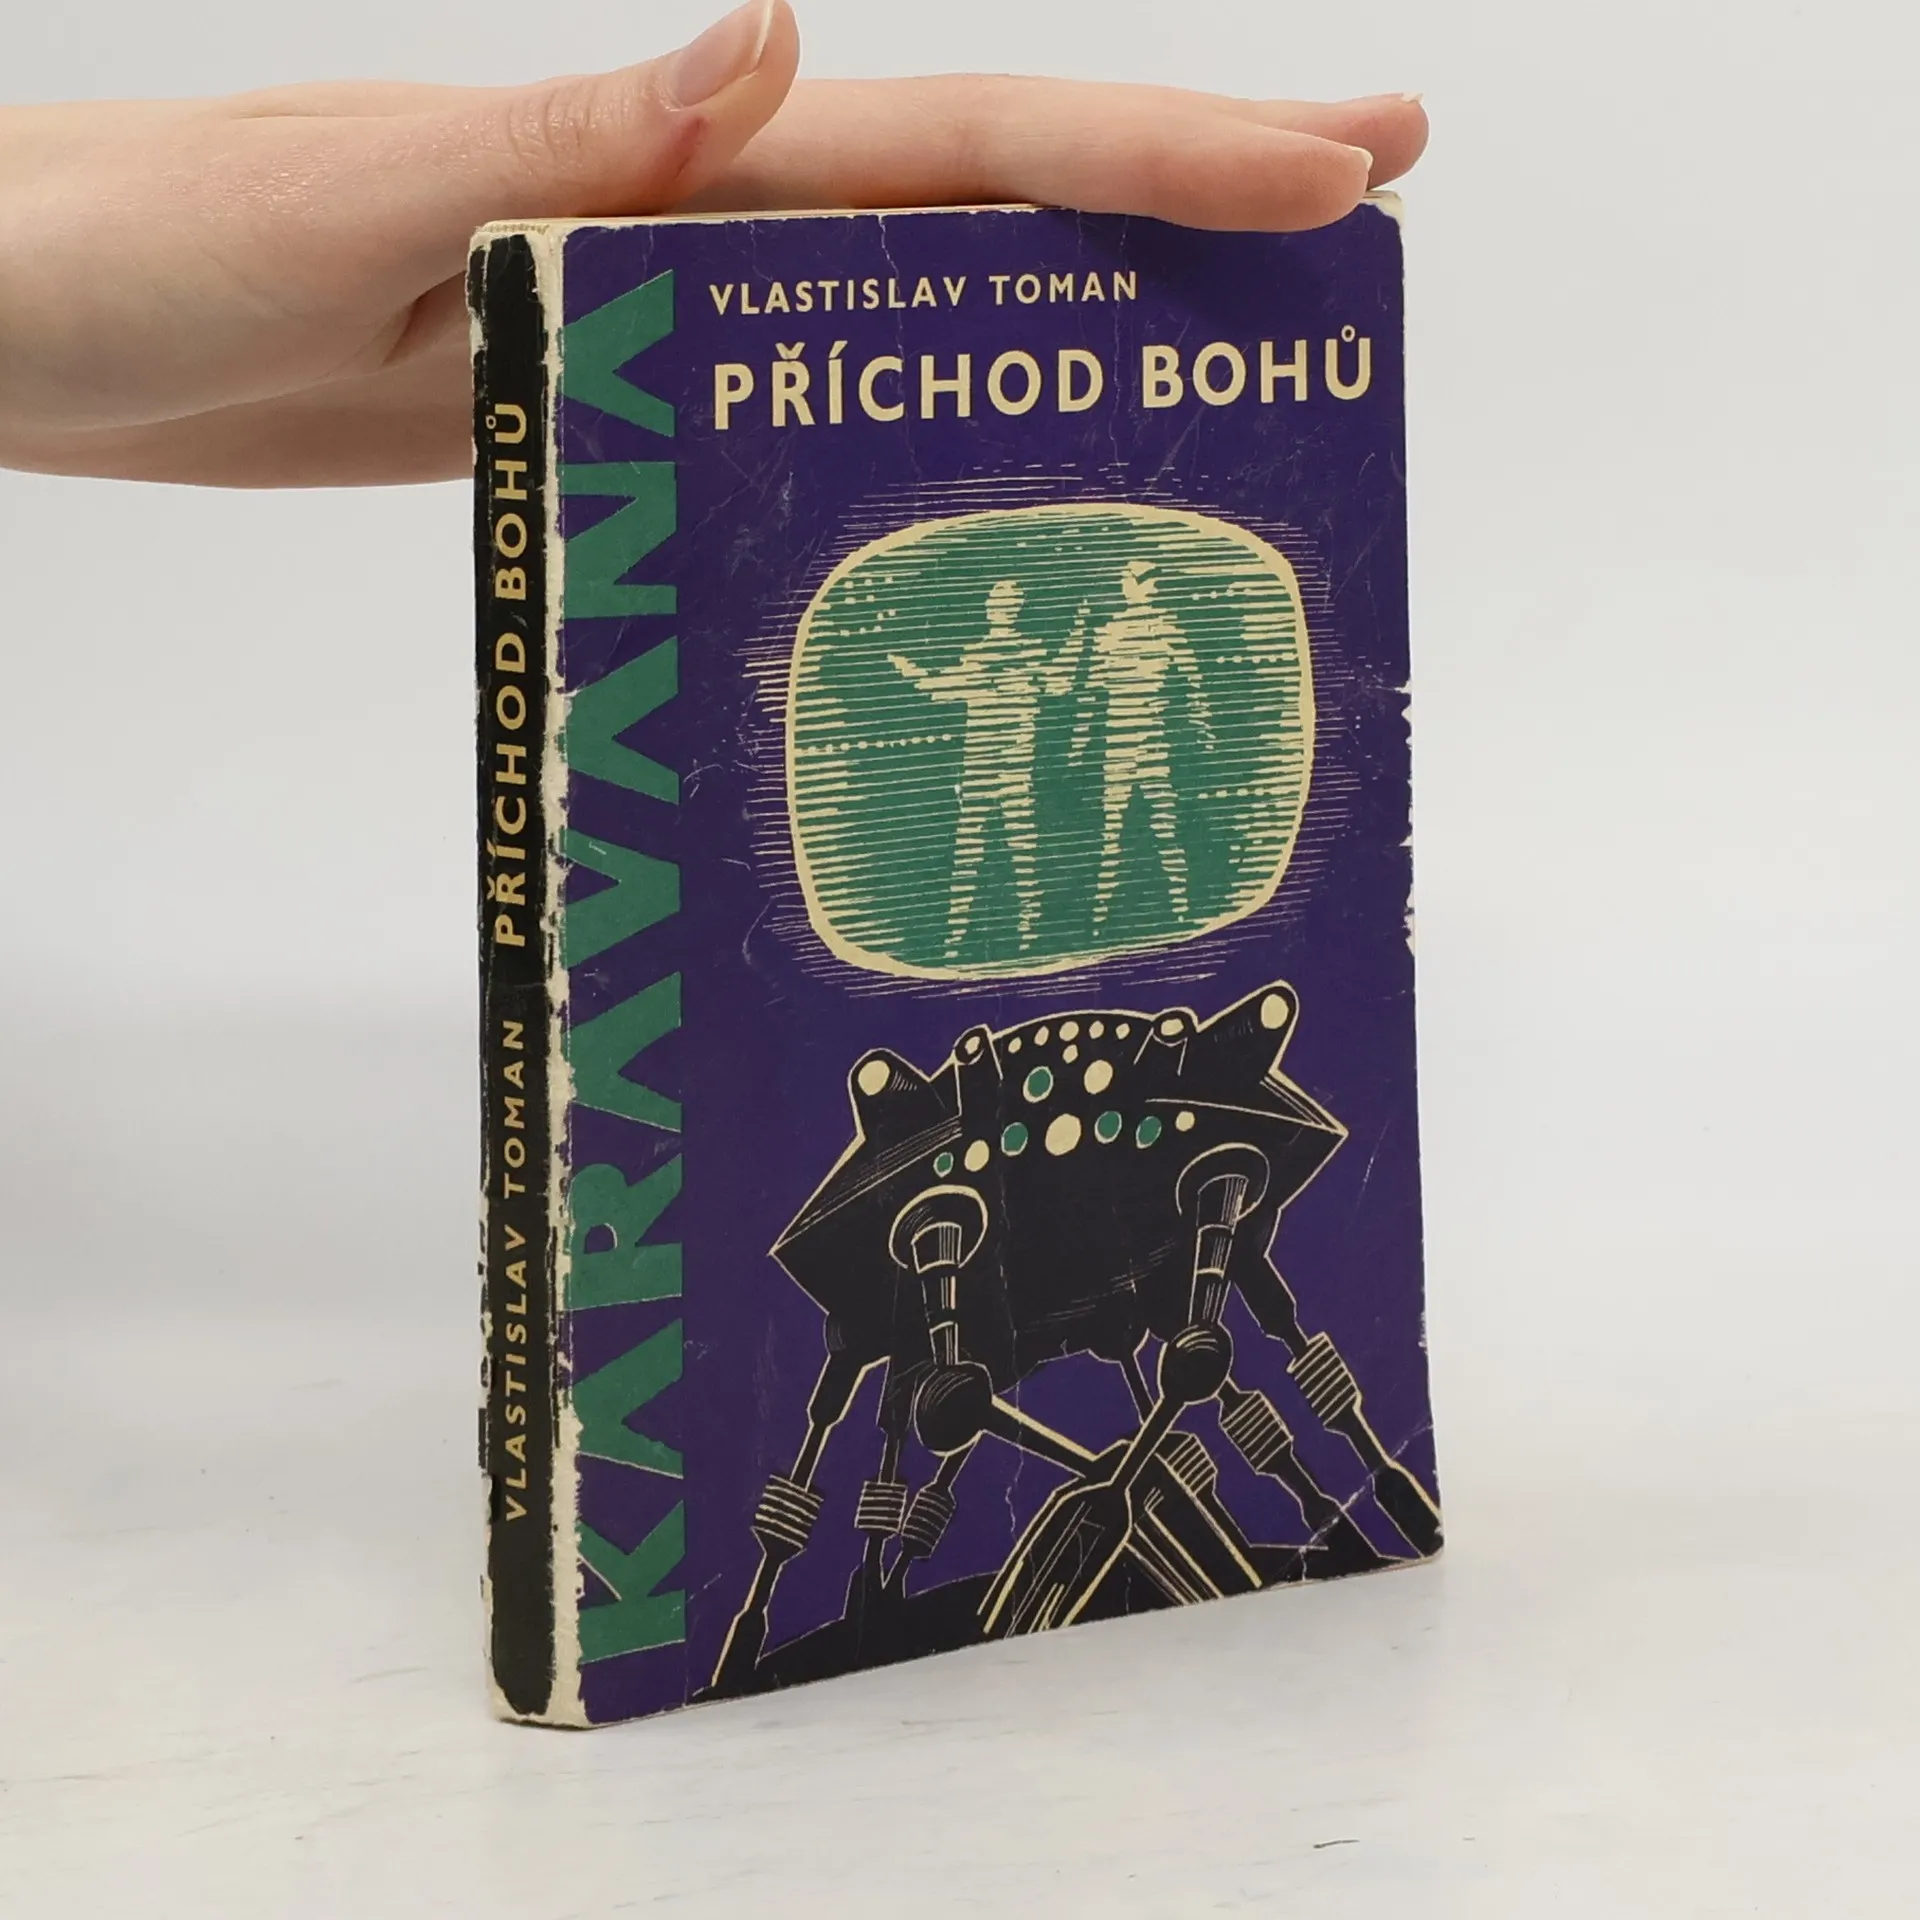 VLASTISLAV TOMAN
PŘÍCHOD BOHŮ
KARAVANA
VLASTISLAV TOMAN PŘÍCHOD BOHŮ